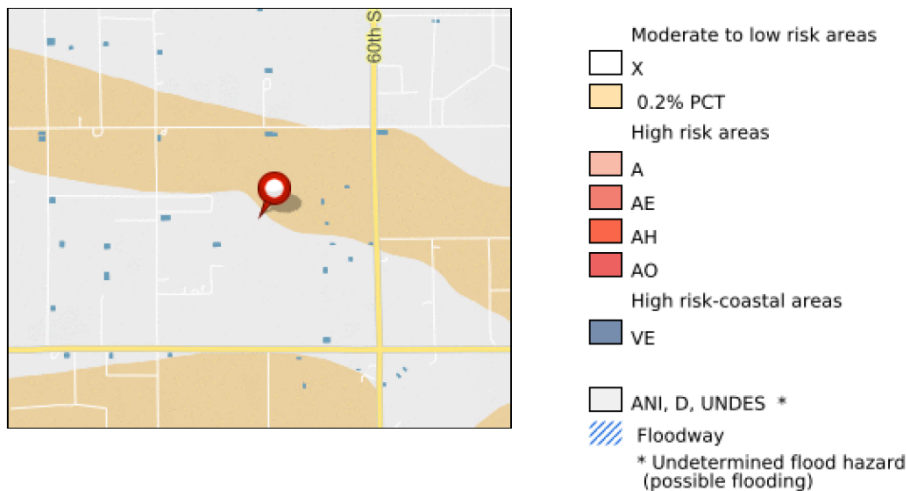 60th S
Moderate to low risk areas
X
0.2% PCT
High risk areas
A
AE
AH
AO
High risk-coastal areas
VE
ANI, D, UNDES *
Floodway
* Undetermined flood hazard
(possible flooding)